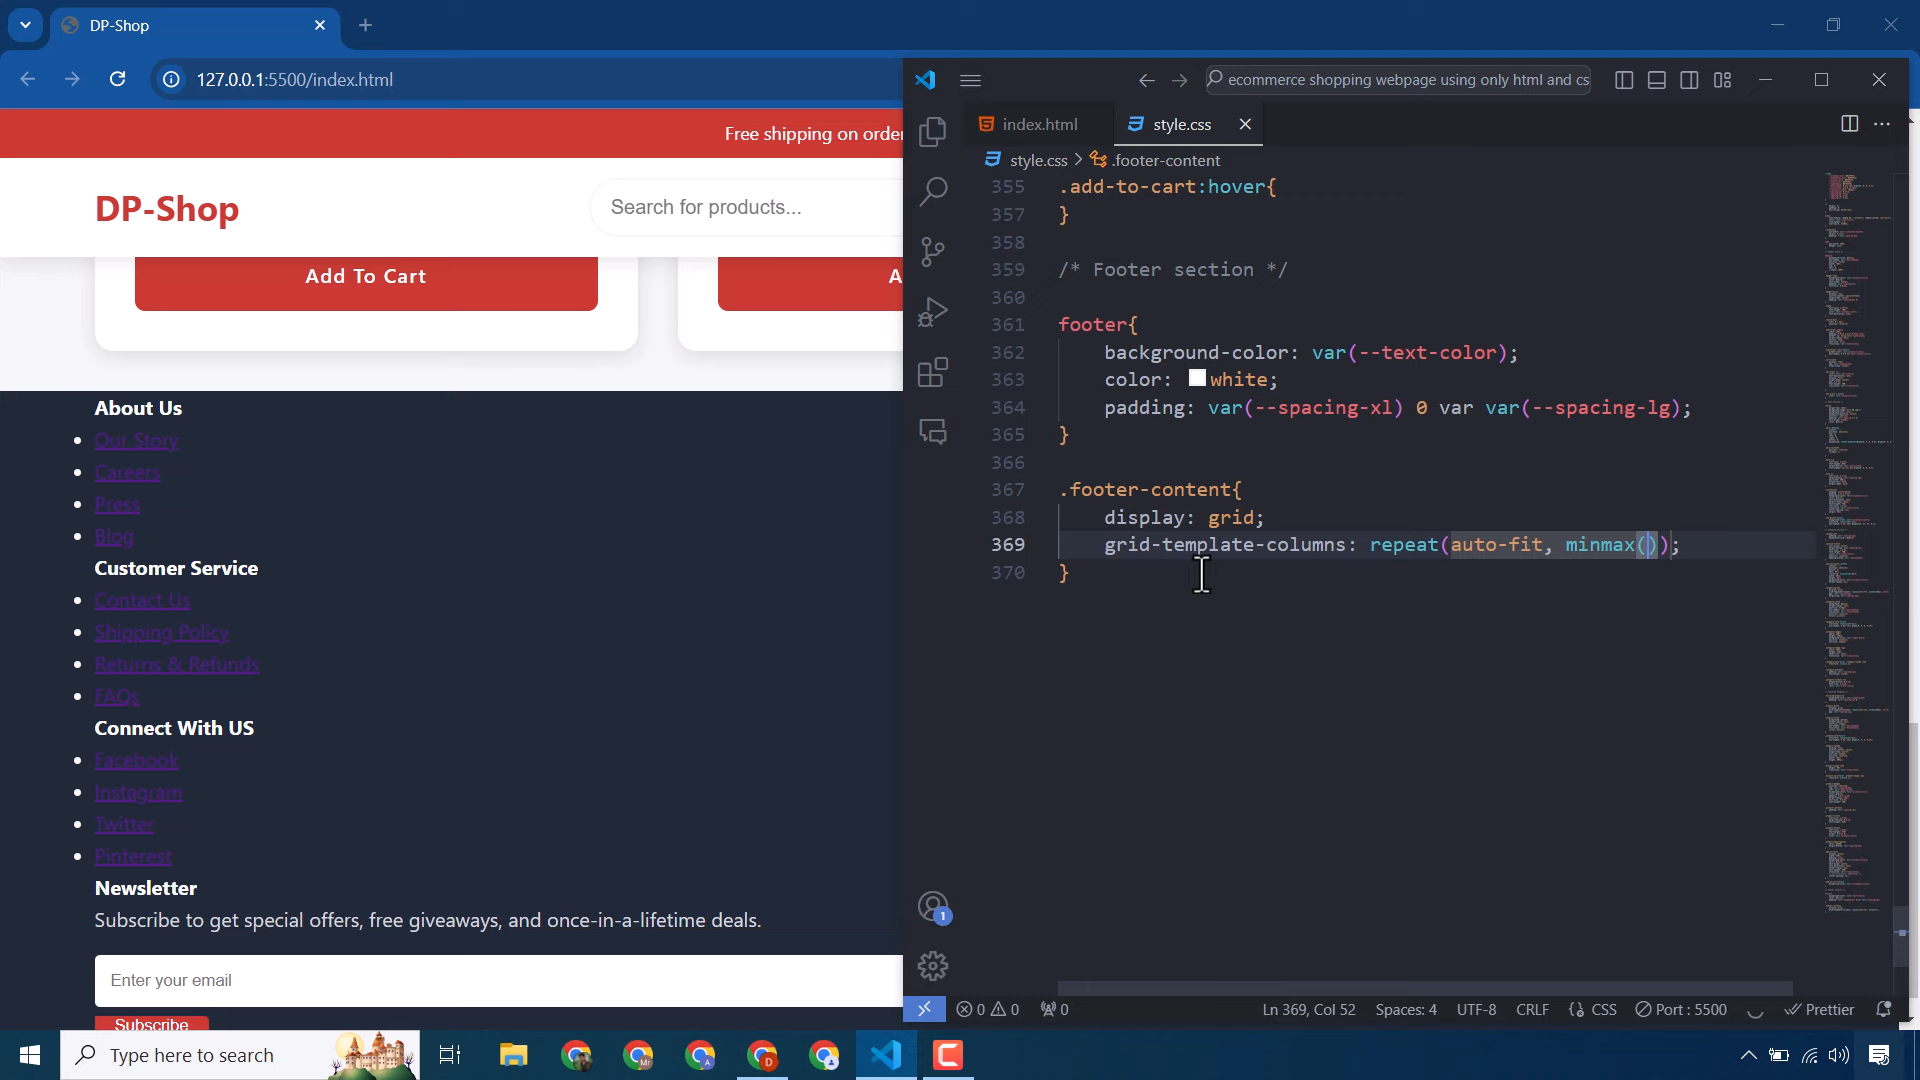 DP-Shop
127.0.0.1:5500/index.html
Free shipping on order
DP-Shop
Search for products...
Add To Cart
A
About Us
Our Story
Careers
Press
Blog
Customer Service
Contact Us
Shipping Policy
Returns & Refunds
FAQs
Connect With US
Facebook
Instagram
Twitter
Pinterest
Newsletter
Subscribe to get special offers, free giveaways, and once-in-a-lifetime deals.
Enter your email
Subscribe
ecommerce shopping webpage using only html and cs
index.html
style.css
style.css > .footer-content
355 .add-to-cart:hover{
357 }
358
359 /* Footer section */
360
361 footer{
362 background-color: var(--text-color);
363 color: white;
364 padding: var(--spacing-xl) 0 var var(--spacing-lg);
365 }
366
367 .footer-content{
368 display: grid;
369 grid-template-columns: repeat(auto-fit, minmax());
370 }
1
0 0 0 Ln 369, Col 52 Spaces: 4 UTF-8 CRLF {} CSS Port : 5500 Prettier
Type here to search